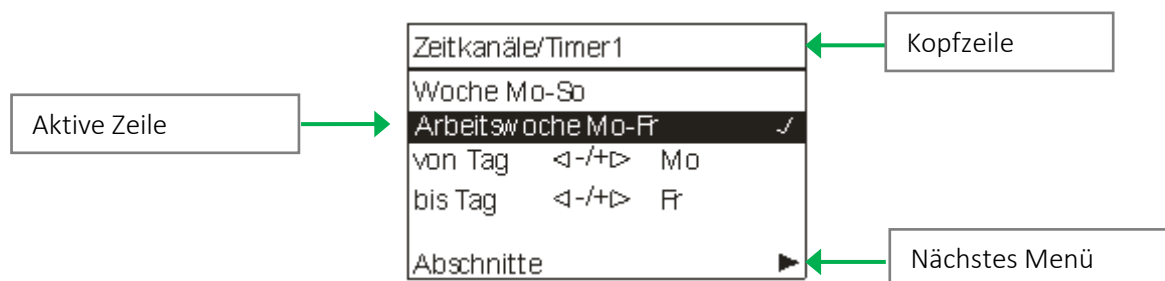 Zeitkanäle/Timer1
Kopfzeile
Woche Mo-So
Aktive Zeile
Arbeitswoche Mo-Fr ✓
von Tag ◁-/+▷ Mo
bis Tag ◁-/+▷ Fr
Abschnitte ▶
Nächstes Menü